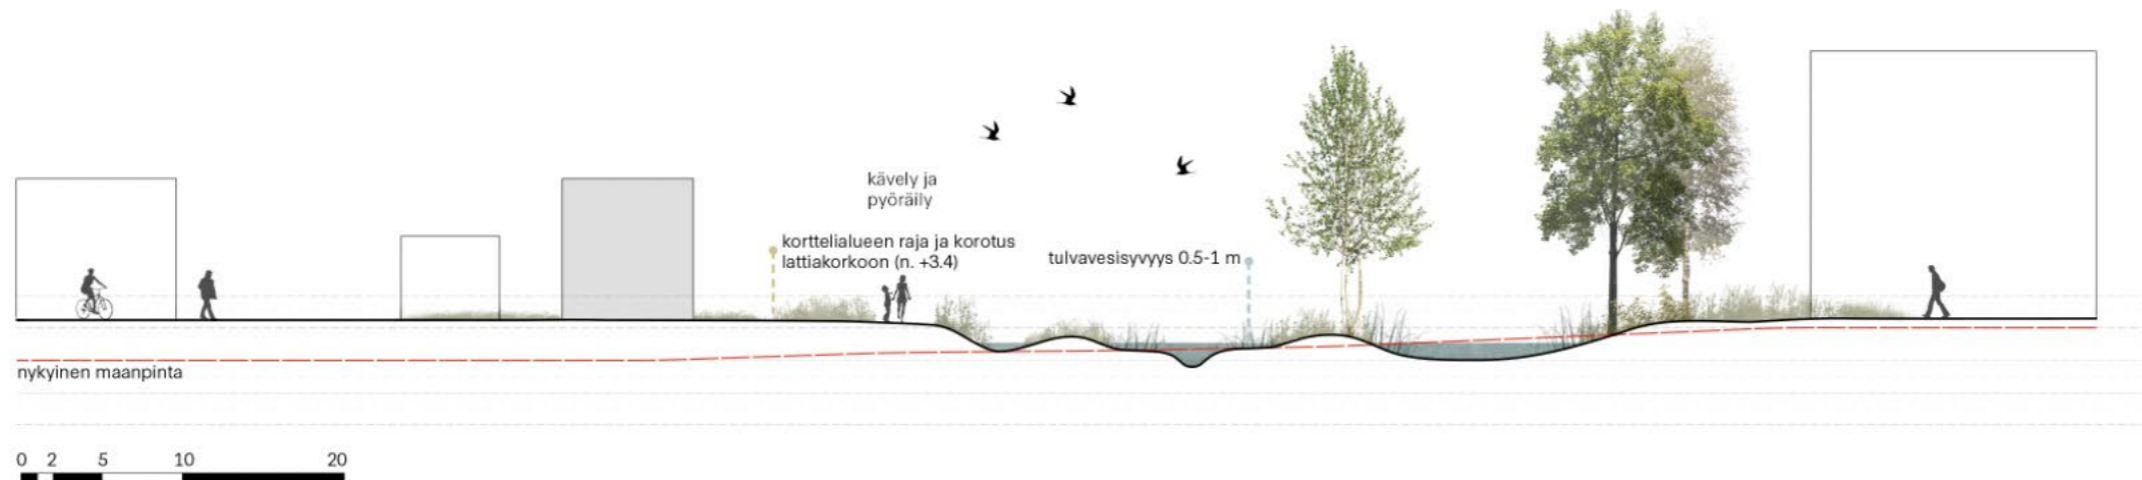 kävely ja
pyöräily
korttelialueen raja ja korotus
lattiakorkoon (n. +3.4)
tulvavesisyvyys 0.5-1 m
nykyinen maanpinta
0 2 5 10 20